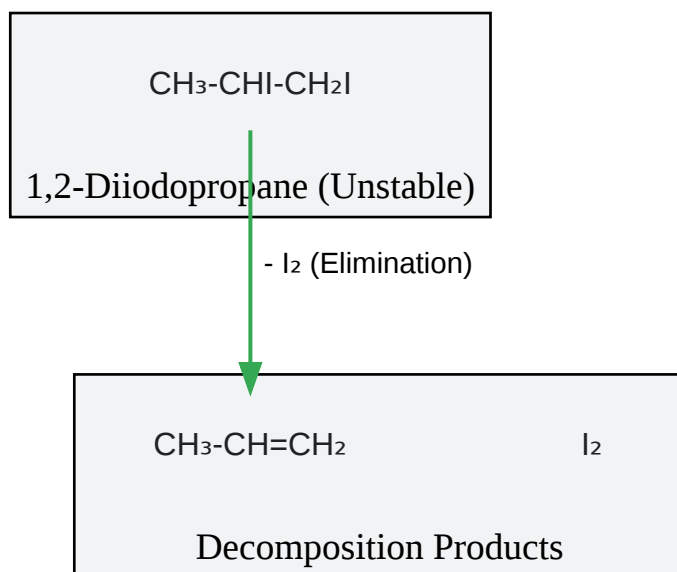 CH₃-CHI-CH₂I
1,2-Diiodopropane (Unstable)
- I₂ (Elimination)
CH₃-CH=CH₂ I₂
Decomposition Products